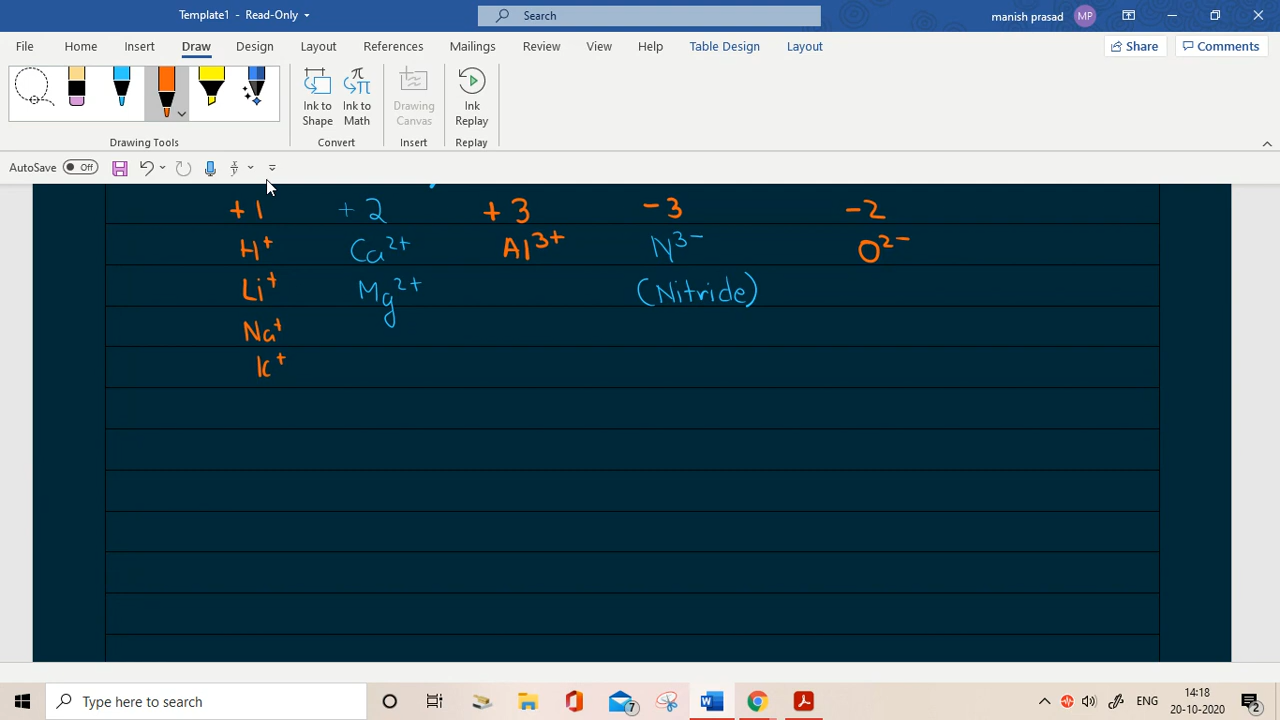 Template1 - Read-Only
Search
manish prasad MP
File Home Insert Draw Design Layout References Mailings Review View Help Table Design Layout Share Comments
Ink to Shape
Ink to Math
Drawing Canvas
Ink Replay
Drawing Tools Convert Insert Replay
AutoSave Off
+1 +2 +3 -3 -2
H⁺ Ca²⁺ Al³⁺ N³⁻ O²⁻
Li⁺ Mg²⁺ (Nitride)
Na⁺
K⁺
Type here to search
7
ENG
14:18
20-10-2020
2